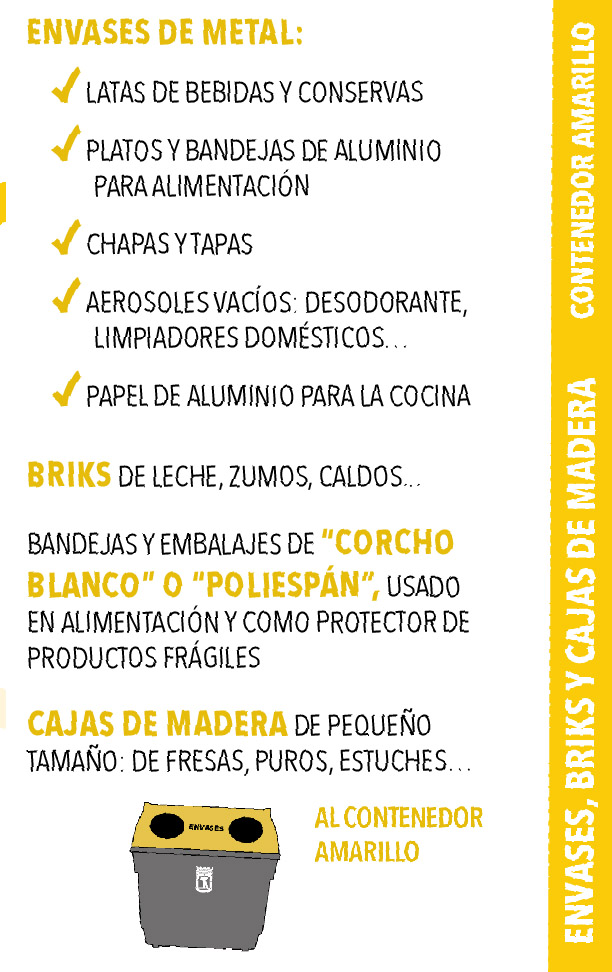 ENVASES DE METAL:
LATAS DE BEBIDAS Y CONSERVAS
PLATOS Y BANDEJAS DE ALUMINIO
PARA ALIMENTACIÓN
CHAPAS Y TAPAS
AEROSOLES VACÍOS: DESODORANTE,
LIMPIADORES DOMÉSTICOS...
PAPEL DE ALUMINIO PARA LA COCINA
BRIKS DE LECHE, ZUMOS, CALDOS...
BANDEJAS Y EMBALAJES DE "CORCHO
BLANCO" O "POLIESPÁN", USADO
EN ALIMENTACIÓN Y COMO PROTECTOR DE
PRODUCTOS FRÁGILES
CAJAS DE MADERA DE PEQUEÑO
TAMAÑO: DE FRESAS, PUROS, ESTUCHES...
ENVASES
AL CONTENEDOR
AMARILLO
ENVASES, BRIKS Y CAJAS DE MADERA CONTENEDOR AMARILLO